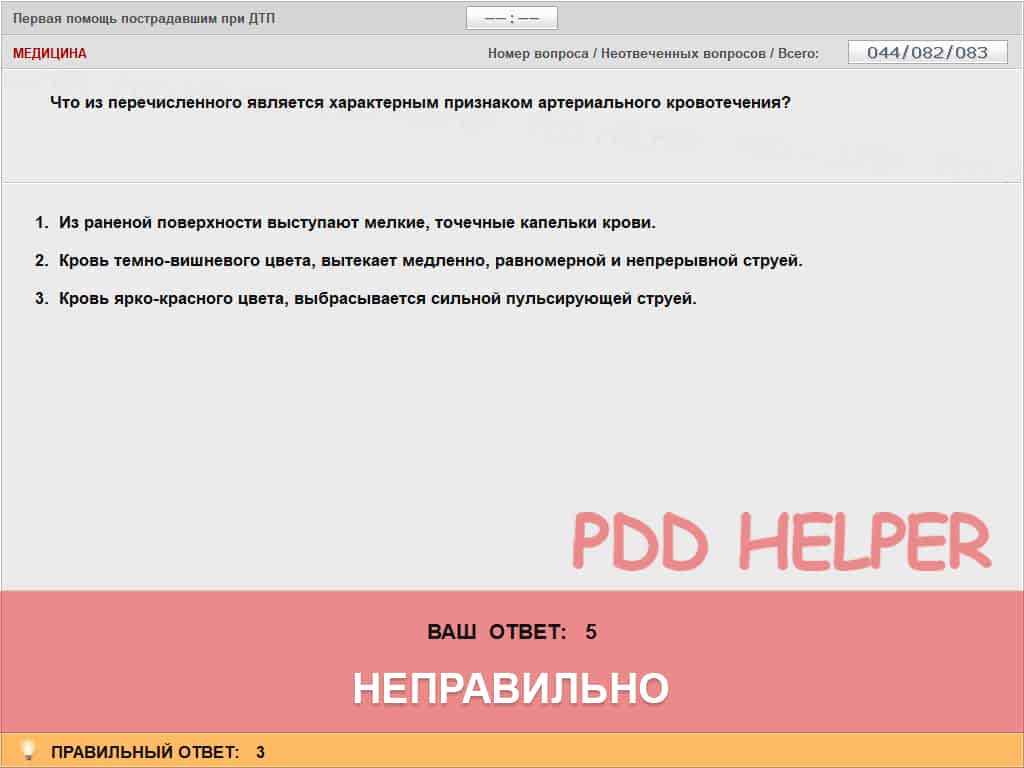 Первая помощь пострадавшим при ДТП
−− : −−
МЕДИЦИНА
Номер вопроса / Неотвеченных вопросов / Всего:
044/082/083
Что из перечисленного является характерным признаком артериального кровотечения?
1. Из раненой поверхности выступают мелкие, точечные капельки крови.
2. Кровь темно-вишневого цвета, вытекает медленно, равномерной и непрерывной струей.
3. Кровь ярко-красного цвета, выбрасывается сильной пульсирующей струей.
PDD HELPER
ВАШ ОТВЕТ: 5
НЕПРАВИЛЬНО
ПРАВИЛЬНЫЙ ОТВЕТ: 3